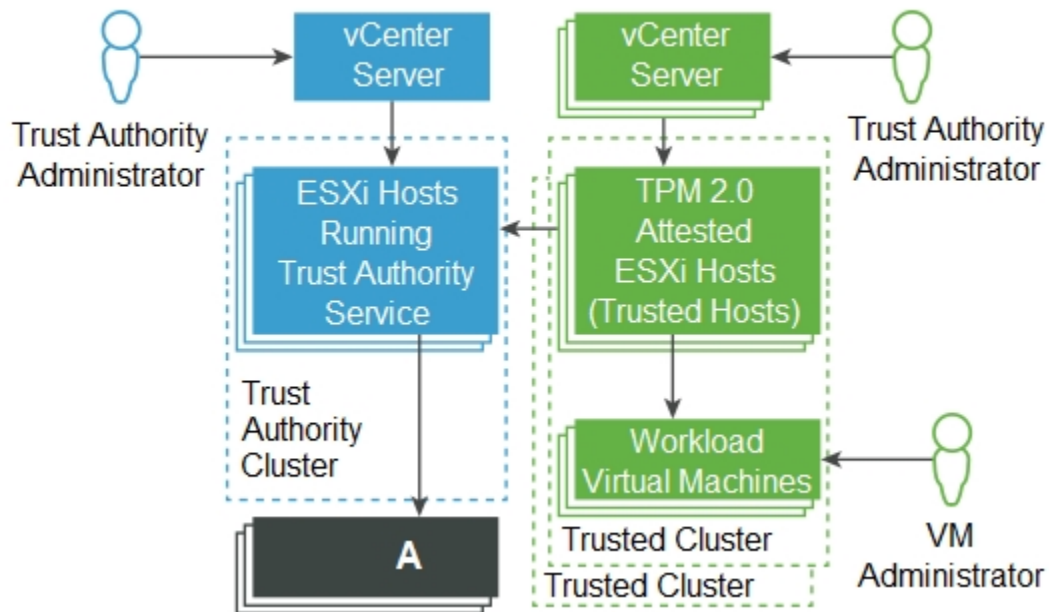 vCenter
Server
vCenter
Server
Trust Authority
Administrator
Trust Authority
Administrator
ESXi Hosts
Running
Trust Authority
Service
TPM 2.0
Attested
ESXi Hosts
(Trusted Hosts)
Trust
Authority
Cluster
Workload
Virtual Machines
Trusted Cluster
Trusted Cluster
VM
Administrator
A